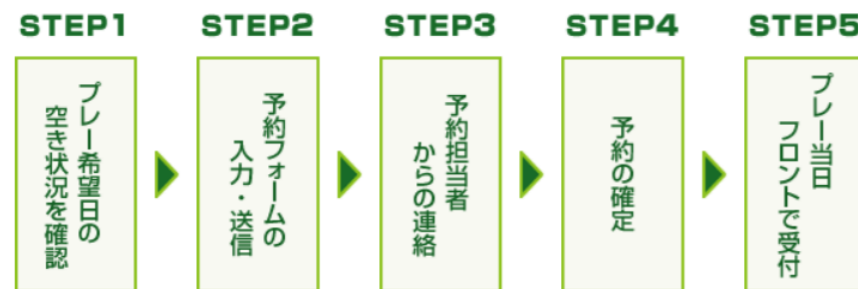 STEP1
プレー希望日の
空き状況を確認
STEP2
予約フォームの
入力・送信
STEP3
予約担当者
からの連絡
STEP4
予約の確定
STEP5
プレー当日
フロントで受付